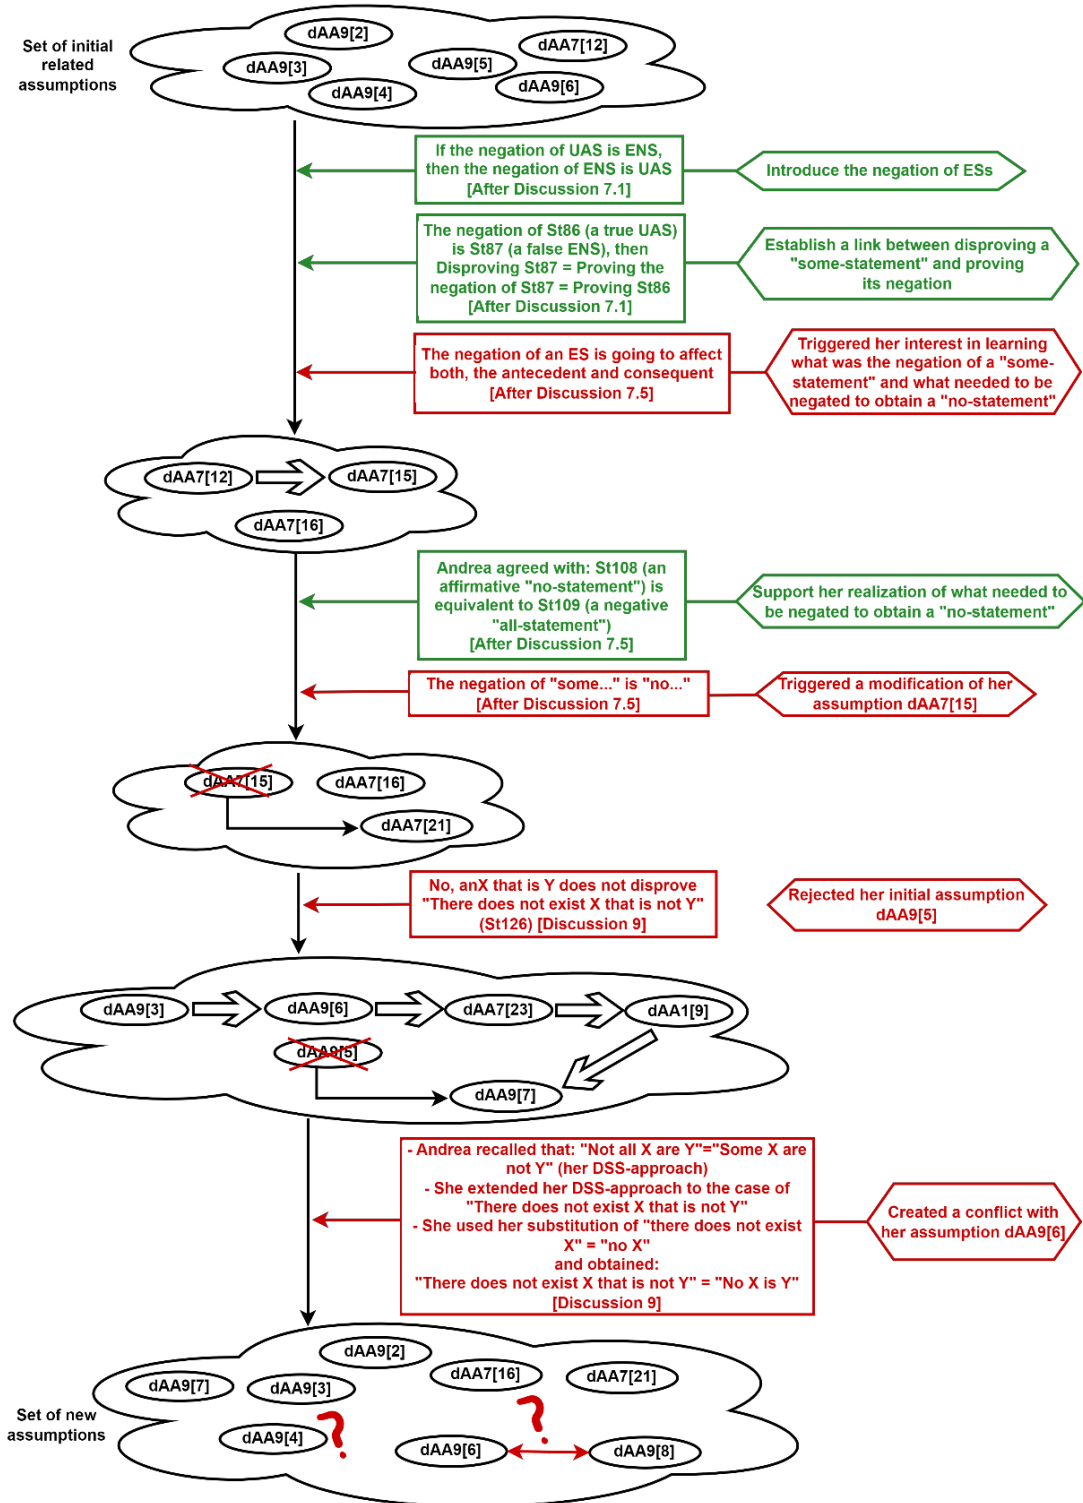 Set of initial
related
assumptions
dAA9[2]
dAA7[12]
dAA9[3]
dAA9[5]
dAA9[4]
dAA9[6]
If the negation of UAS is ENS,
then the negation of ENS is UAS
[After Discussion 7.1]
Introduce the negation of ESs
The negation of St86 (a true UAS)
is St87 (a false ENS), then
Disproving St87 = Proving the
negation of St87 = Proving St86
[After Discussion 7.1]
Establish a link between disproving a
"some-statement" and proving
its negation
The negation of an ES is going to affect
both, the antecedent and consequent
[After Discussion 7.5]
Triggered her interest in learning
what was the negation of a "some-
statement" and what needed to be
negated to obtain a "no-statement"
dAA7[12]
dAA7[15]
dAA7[16]
Andrea agreed with: St108 (an
affirmative "no-statement") is
equivalent to St109 (a negative
"all-statement")
[After Discussion 7.5]
Support her realization of what needed to
be negated to obtain a "no-statement"
The negation of "some..." is "no..."
[After Discussion 7.5]
Triggered a modification of her
assumption dAA7[15]
dAA7[15]
dAA7[16]
dAA7[21]
No, anX that is Y does not disprove
"There does not exist X that is not Y"
(St126) [Discussion 9]
Rejected her initial assumption
dAA9[5]
dAA9[3]
dAA9[6]
dAA7[23]
dAA1[9]
dAA9[5]
dAA9[7]
- Andrea recalled that: "Not all X are Y"="Some X are
not Y" (her DSS-approach)
- She extended her DSS-approach to the case of
"There does not exist X that is not Y"
- She used her substitution of "there does not exist
X" = "no X"
and obtained:
"There does not exist X that is not Y" = "No X is Y"
[Discussion 9]
Created a conflict with
her assumption dAA9[6]
Set of new
assumptions
dAA9[2]
dAA9[7]
dAA9[3]
dAA7[16]
dAA7[21]
dAA9[4]
?
?
dAA9[6]
dAA9[8]